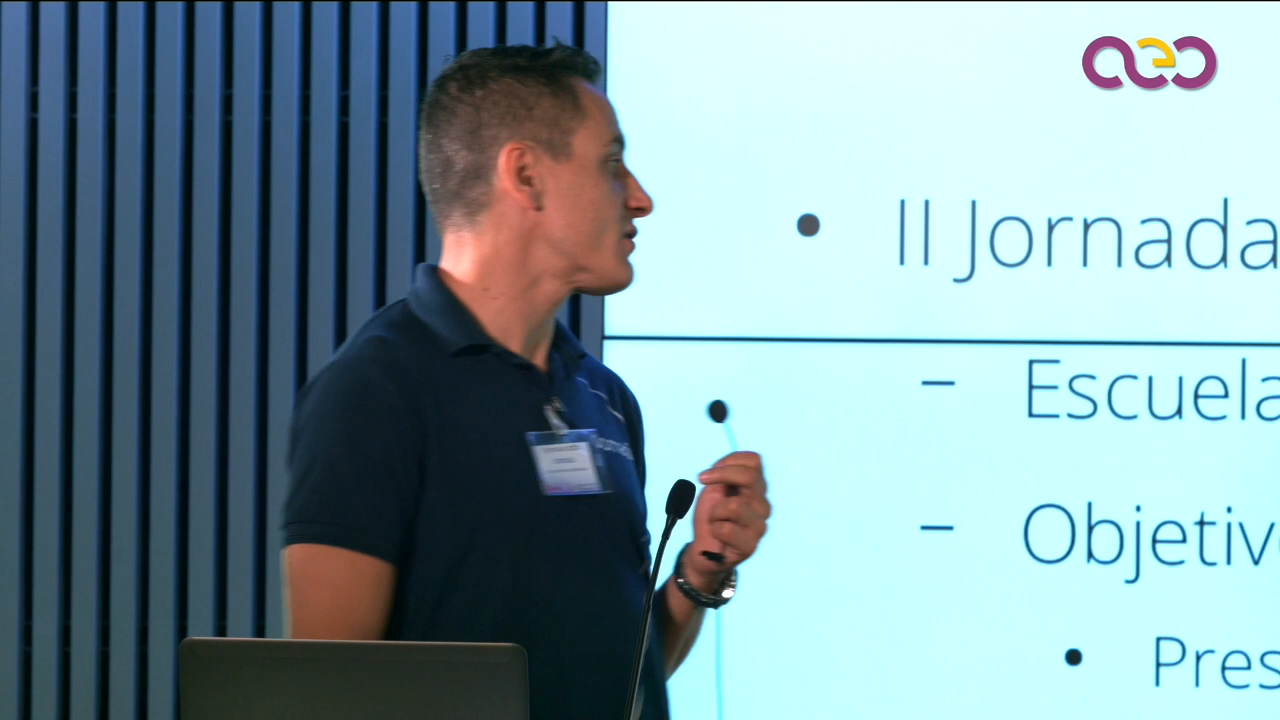 aec
II Jornada
– Escuela
– Objetiv
Pres